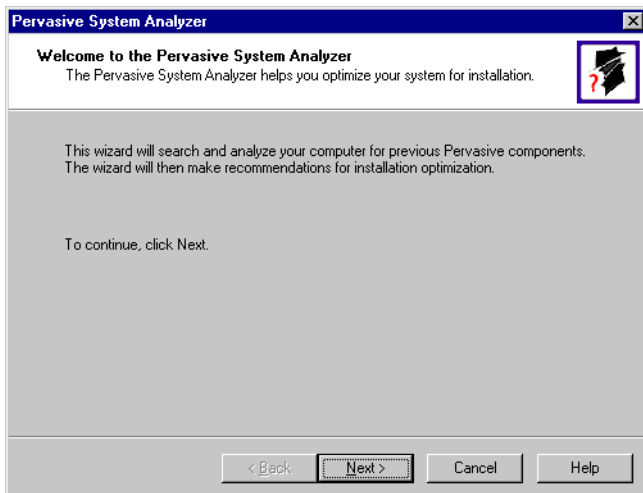 Pervasive System Analyzer
Welcome to the Pervasive System Analyzer
The Pervasive System Analyzer helps you optimize your system for installation.
?
This wizard will search and analyze your computer for previous Pervasive components.
The wizard will then make recommendations for installation optimization.
To continue, click Next.
< Back Next > Cancel Help